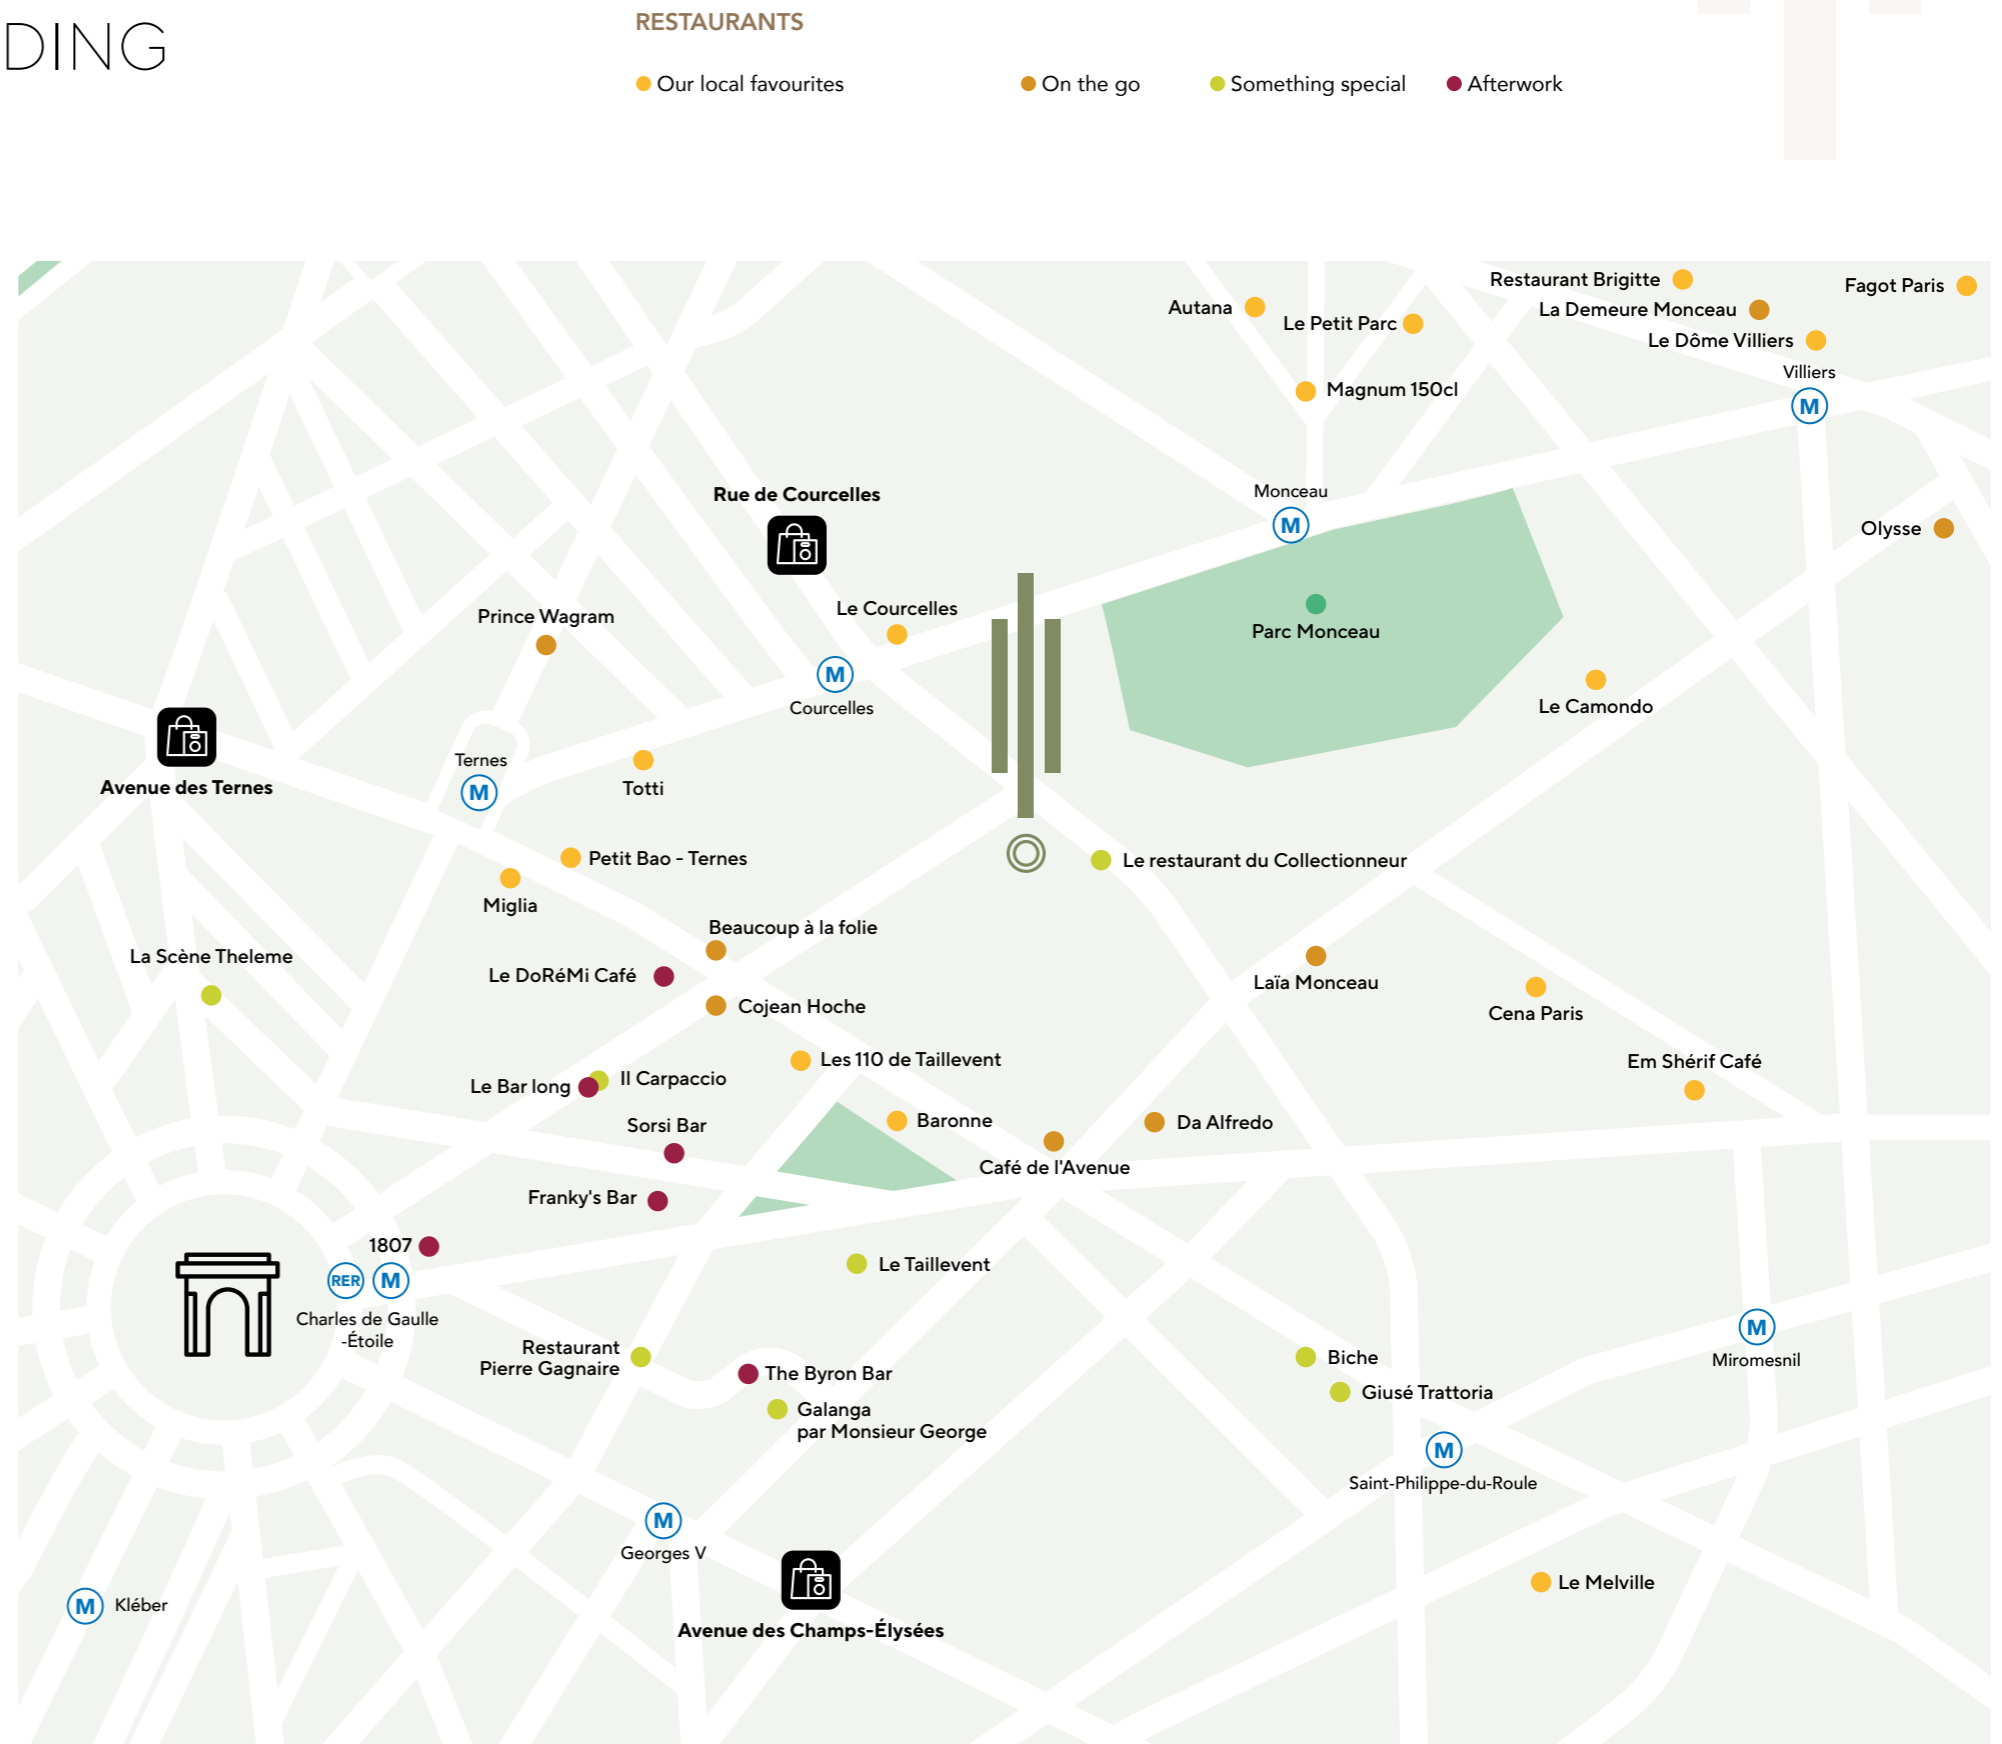 DING
RESTAURANTS
Our local favourites
On the go
Something special
Afterwork
Restaurant Brigitte
Fagot Paris
Autana
La Demeure Monceau
Le Petit Parc
Le Dôme Villiers
Villiers
M
Magnum 150cl
Rue de Courcelles
Monceau
M
Olysse
Prince Wagram
Le Courcelles
Parc Monceau
M
Courcelles
Le Camondo
Ternes
M
Avenue des Ternes
Totti
Petit Bao - Ternes
Le restaurant du Collectionneur
Miglia
Beaucoup à la folie
La Scène Theleme
Le DoRéMi Café
Laïa Monceau
Cojean Hoche
Cena Paris
Les 110 de Taillevent
Em Shérif Café
Le Bar long
Il Carpaccio
Sorsi Bar
Baronne
Da Alfredo
Café de l'Avenue
Franky's Bar
1807
RER
M
Charles de Gaulle
-Étoile
Le Taillevent
Restaurant
Pierre Gagnaire
The Byron Bar
Galanga
par Monsieur George
Biche
Giusé Trattoria
M
Miromesnil
M
Saint-Philippe-du-Roule
M
Georges V
Le Melville
M
Kléber
Avenue des Champs-Élysées